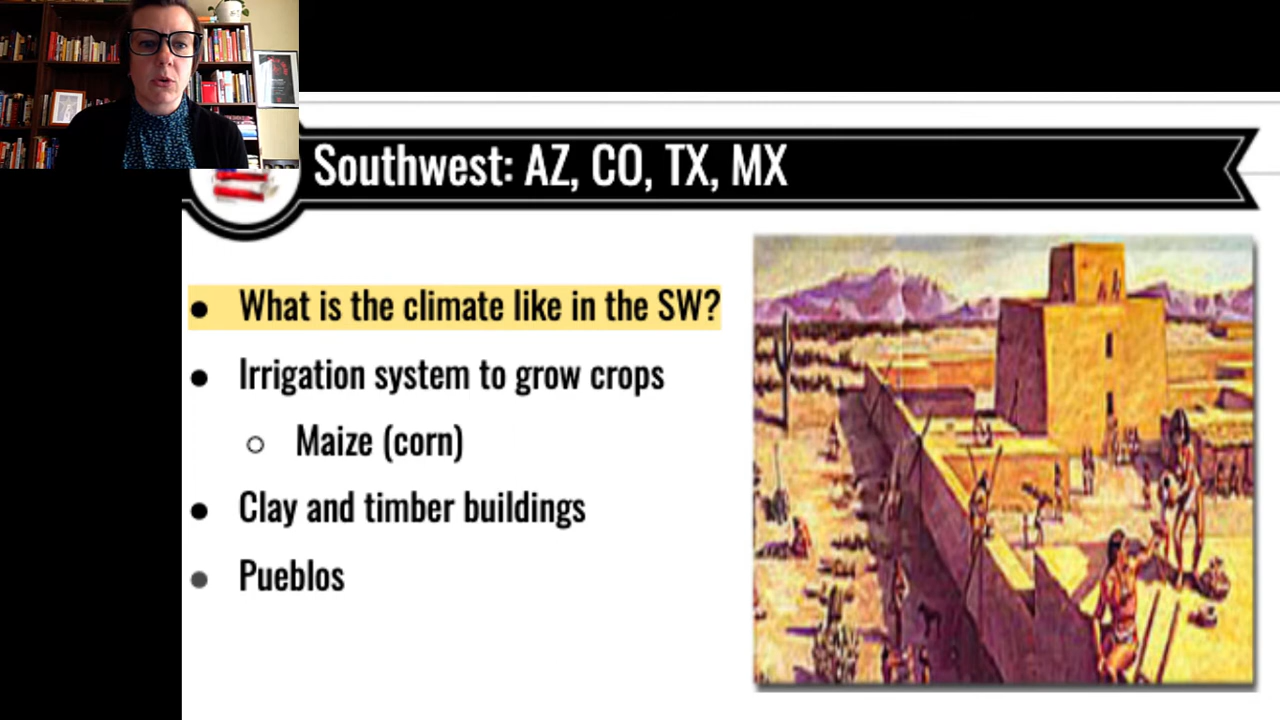 Southwest: AZ, CO, TX, MX
What is the climate like in the SW?
Irrigation system to grow crops
Maize (corn)
Clay and timber buildings
Pueblos